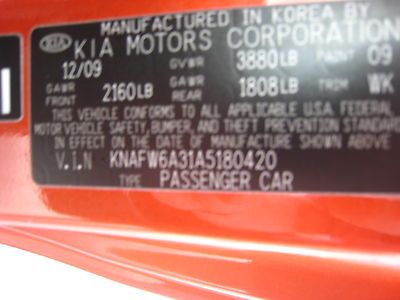 MANUFACTURED IN KOREA BY
KIA KIA MOTORS CORPORATION
12/09 GVWR 3880LB PAINT 09
GAWR FRONT 2160LB GAWR REAR 1808LB TRIM WK
THIS VEHICLE CONFORMS TO ALL APPLICABLE U.S.A. FEDERAL
MOTOR VEHICLE SAFETY, BUMPER, AND THEFT PREVENTION STANDAR
IN EFFECT ON THE DATE OF MANUFACTURE SHOWN ABOVE.
V.I.N KNAFW6A31A5180420
TYPE PASSENGER CAR